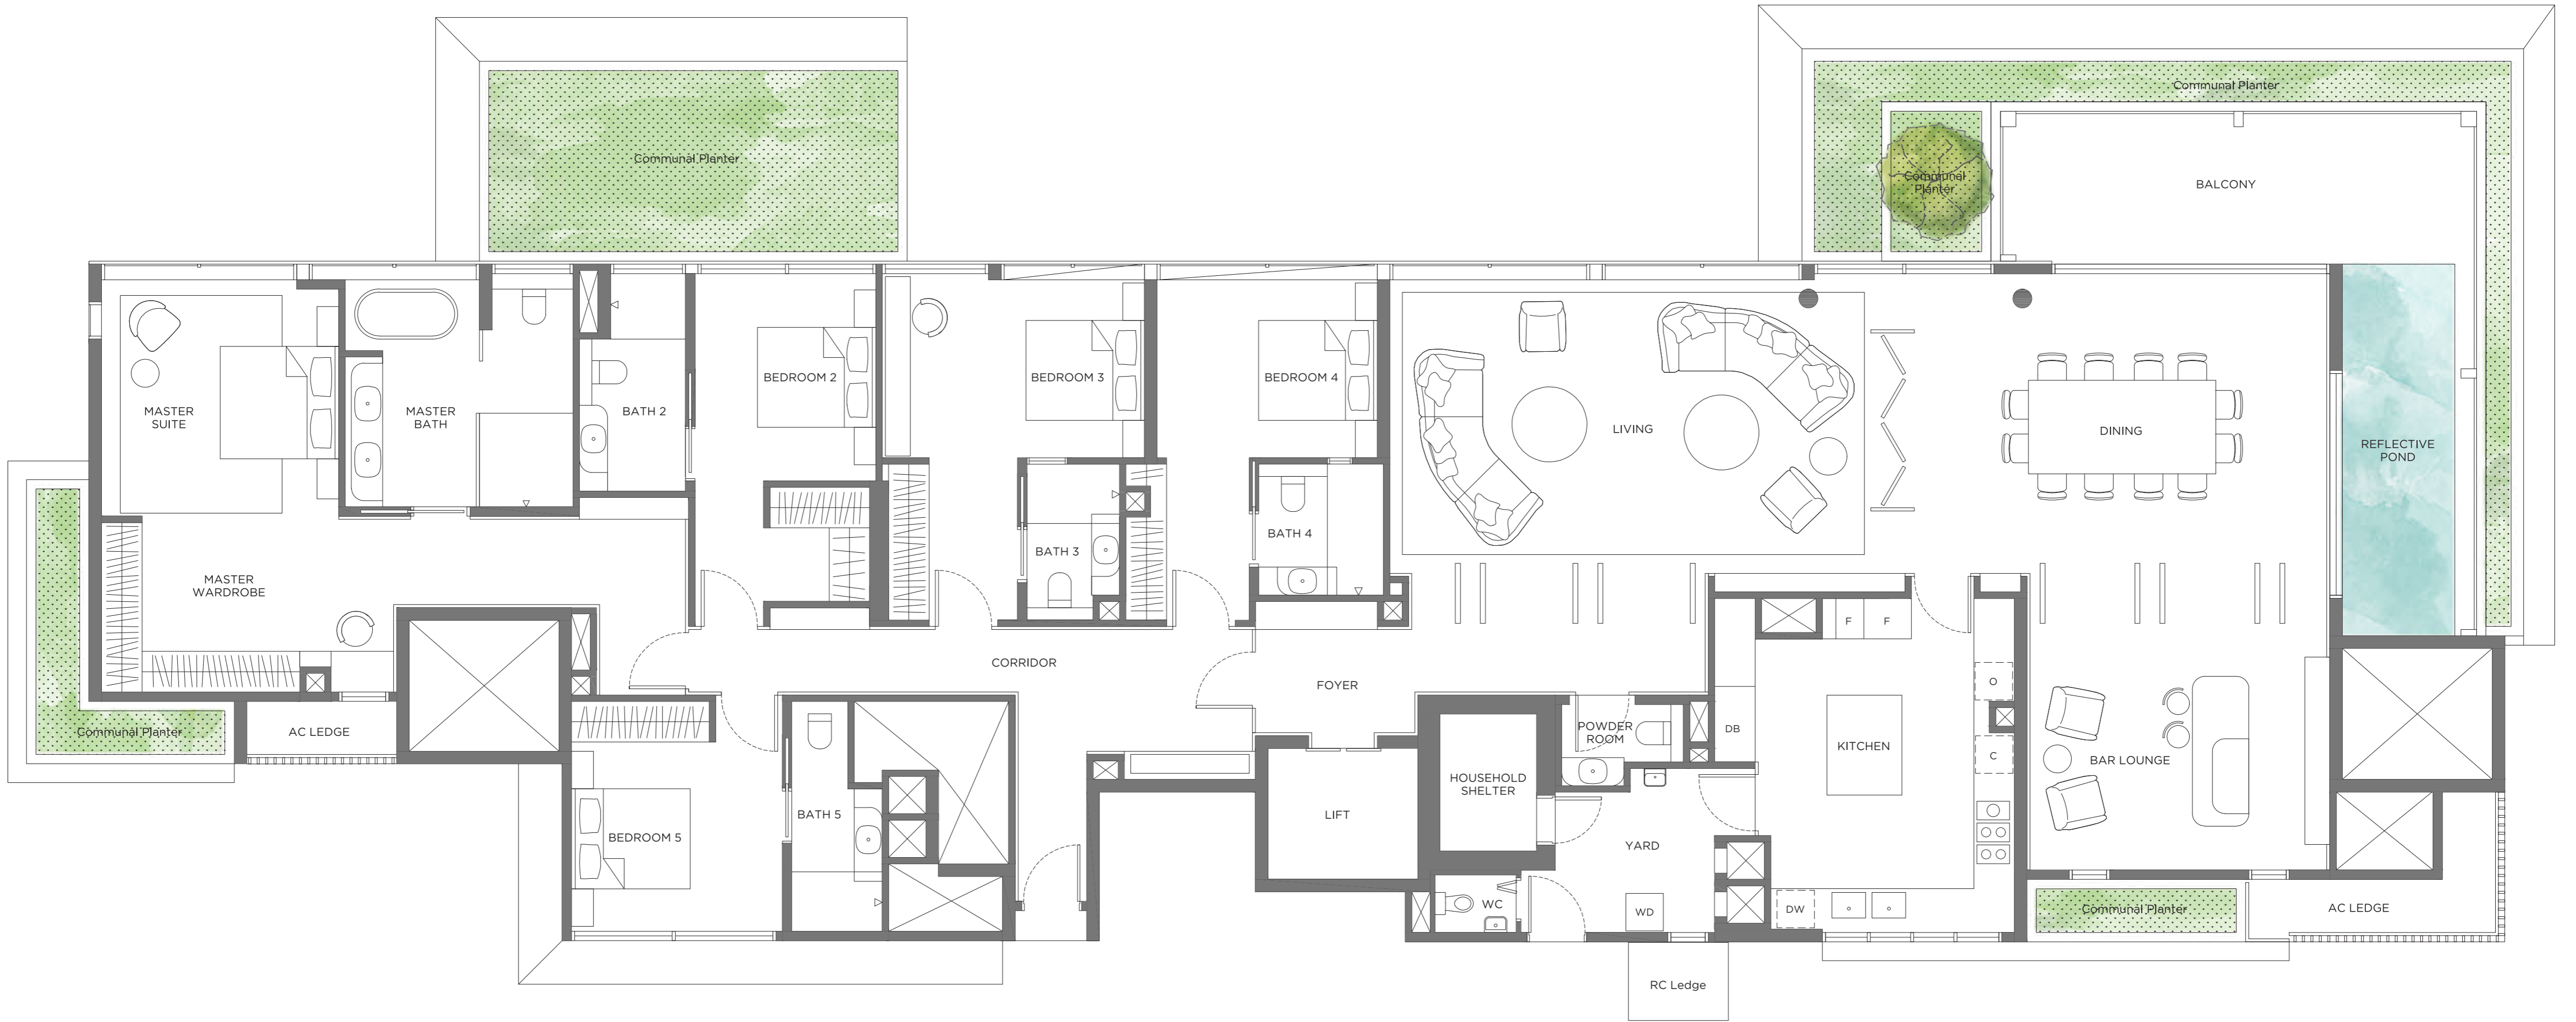 Communal Planter
Communal Planter
Communal
Planter
BALCONY
MASTER
SUITE
MASTER
BATH
BATH 2
BEDROOM 2
BEDROOM 3
BEDROOM 4
LIVING
DINING
REFLECTIVE
POND
BATH 3
BATH 4
MASTER
WARDROBE
F
F
CORRIDOR
FOYER
O
Communal Planter
AC LEDGE
POWDER
ROOM
DB
KITCHEN
C
BAR LOUNGE
HOUSEHOLD
SHELTER
BEDROOM 5
BATH 5
LIFT
YARD
WC
WD
DW
Communal Planter
AC LEDGE
RC Ledge